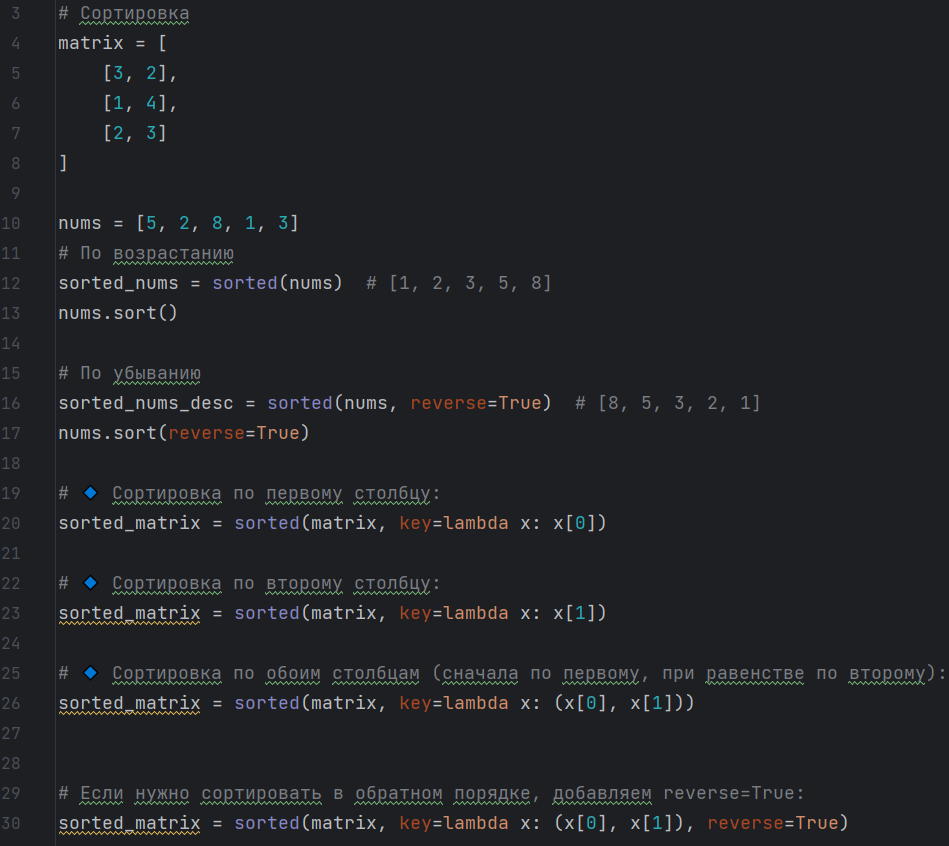 3 # Сортировка
4 matrix = [
5     [3, 2],
6     [1, 4],
7     [2, 3]
8 ]
9
10 nums = [5, 2, 8, 1, 3]
11 # По возрастанию
12 sorted_nums = sorted(nums)  # [1, 2, 3, 5, 8]
13 nums.sort()
14
15 # По убыванию
16 sorted_nums_desc = sorted(nums, reverse=True)  # [8, 5, 3, 2, 1]
17 nums.sort(reverse=True)
18
19 # 🔹 Сортировка по первому столбцу:
20 sorted_matrix = sorted(matrix, key=lambda x: x[0])
21
22 # 🔹 Сортировка по второму столбцу:
23 sorted_matrix = sorted(matrix, key=lambda x: x[1])
24
25 # 🔹 Сортировка по обоим столбцам (сначала по первому, при равенстве по второму):
26 sorted_matrix = sorted(matrix, key=lambda x: (x[0], x[1]))
27
28
29 # Если нужно сортировать в обратном порядке, добавляем reverse=True:
30 sorted_matrix = sorted(matrix, key=lambda x: (x[0], x[1]), reverse=True)